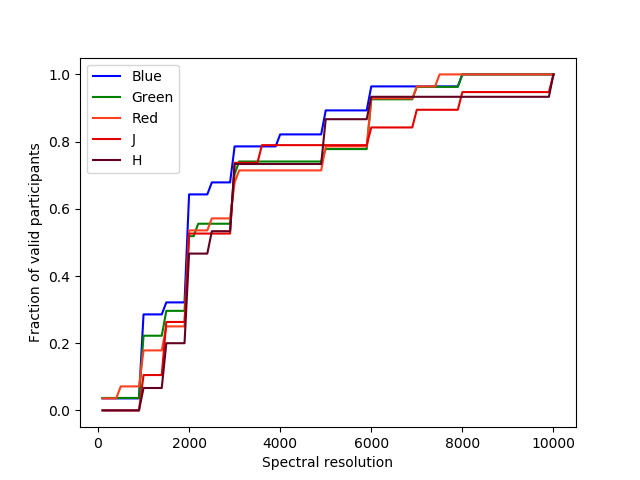 Blue
Green
Red
J
H
1.0
0.8
0.6
0.4
0.2
0.0
Fraction of valid participants
0 2000 4000 6000 8000 10000
Spectral resolution